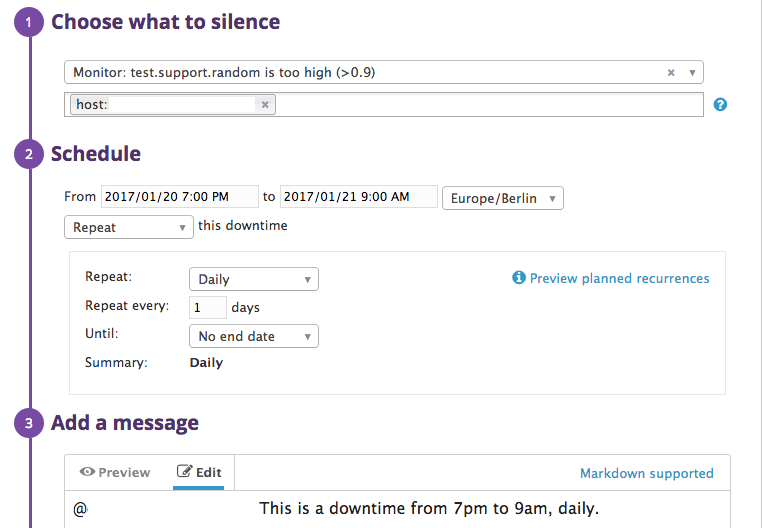 1 Choose what to silence
Monitor: test.support.random is too high (>0.9) × ▼
host: × ?
2 Schedule
From 2017/01/20 7:00 PM to 2017/01/21 9:00 AM Europe/Berlin ▼
Repeat ▼ this downtime
Repeat: Daily ▼ i Preview planned recurrences
Repeat every: 1 days
Until: No end date ▼
Summary: Daily
3 Add a message
Preview Edit Markdown supported
@ This is a downtime from 7pm to 9am, daily.